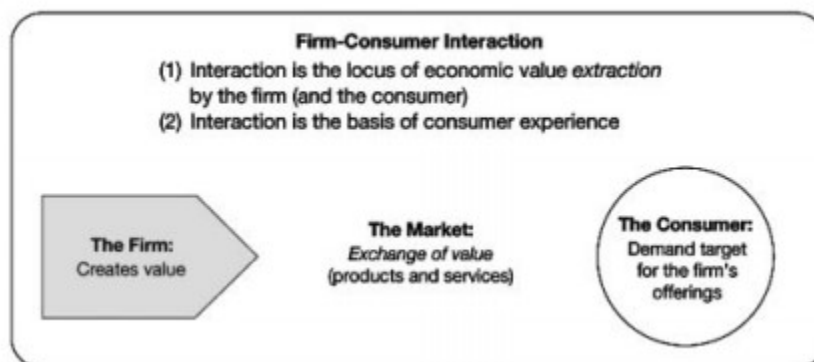 Firm-Consumer Interaction
(1) Interaction is the locus of economic value extraction
by the firm (and the consumer)
(2) Interaction is the basis of consumer experience
The Firm:
Creates value
The Market:
Exchange of value
(products and services)
The Consumer:
Demand target
for the firm's
offerings